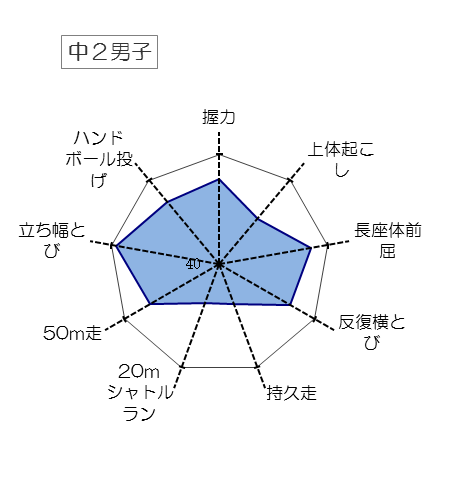 中２男子
握力
上体起こ
し
長座体前
屈
反復横と
び
持久走
20m
シャトル
ラン
50m走
立ち幅と
び
ハンド
ボール投
げ
40